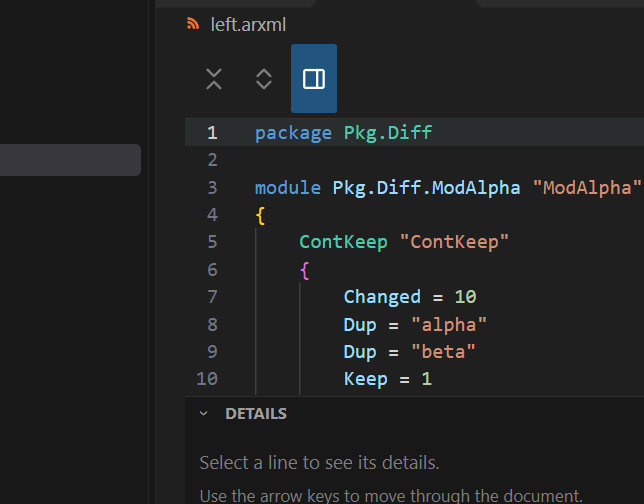 left.arxml
1 package Pkg.Diff
2
3 module Pkg.Diff.ModAlpha "ModAlpha"
4 {
5 ContKeep "ContKeep"
6 {
7 Changed = 10
8 Dup = "alpha"
9 Dup = "beta"
10 Keep = 1
DETAILS
Select a line to see its details.
Use the arrow keys to move through the document.